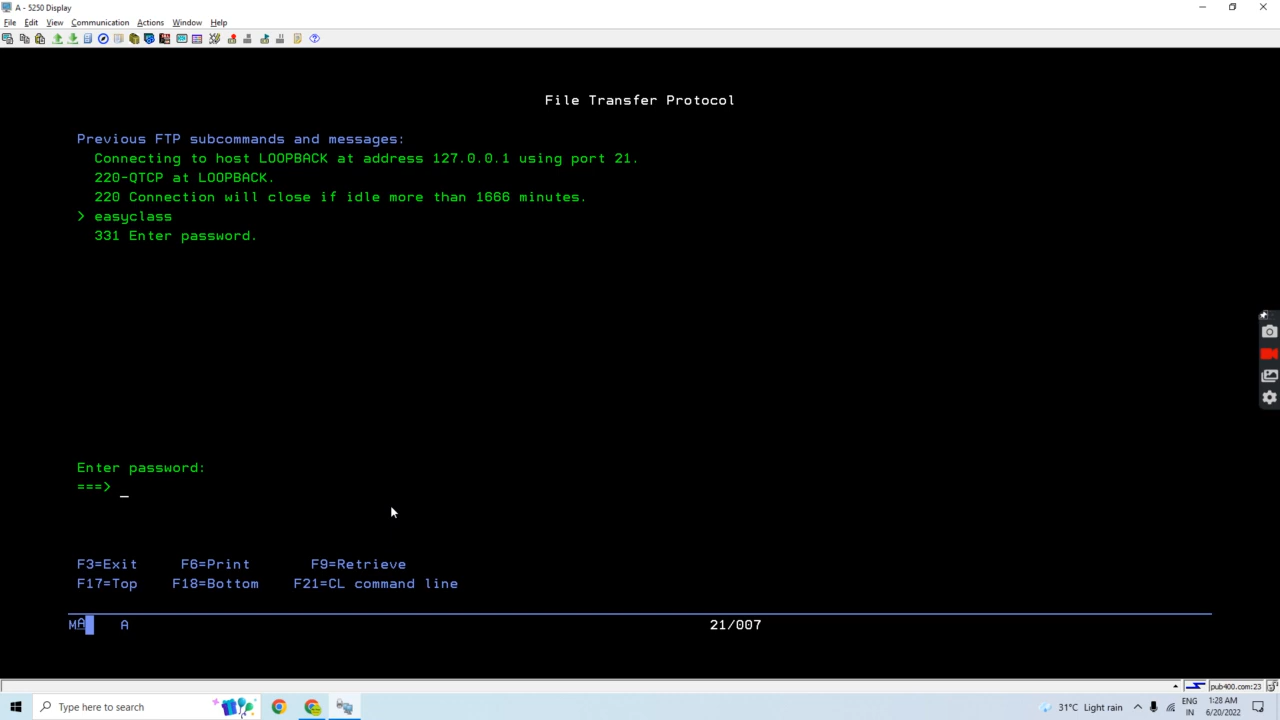 A - 5250 Display
File Edit View Communication Actions Window Help
File Transfer Protocol
Previous FTP subcommands and messages:
Connecting to host LOOPBACK at address 127.0.0.1 using port 21.
220-QTCP at LOOPBACK.
220 Connection will close if idle more than 1666 minutes.
> easyclass
331 Enter password.
Enter password:
===> _
F3=Exit F6=Print F9=Retrieve
F17=Top F18=Bottom F21=CL command line
MA A 21/007
pub400.com:23
Type here to search
31°C Light rain
ENG
IN
1:28 AM
6/20/2022